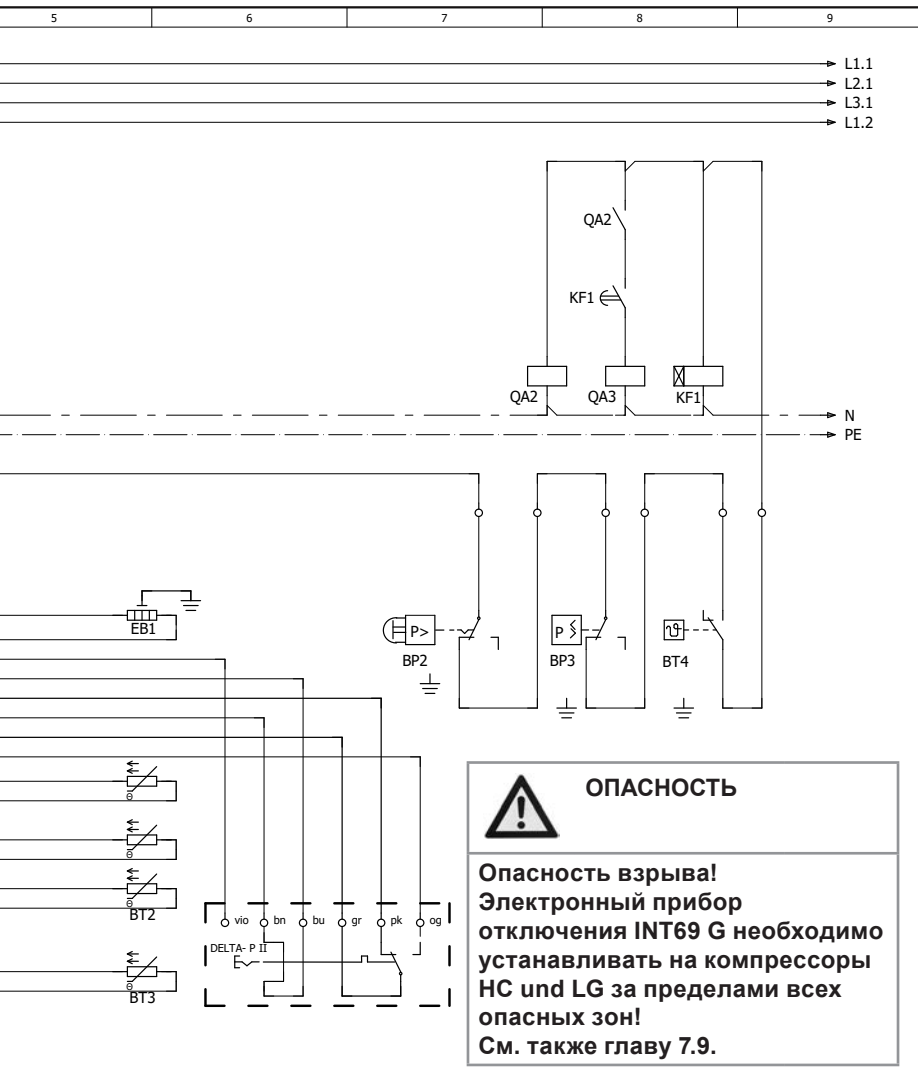 5 6 7 8 9
L1.1
L2.1
L3.1
L1.2
QA2
KF1
QA2 QA3 KF1
N
PE
EB1
P> P
BP2 BP3 BT4
θ
θ
θ
BT2
vio bn bu gr pk og
DELTA- P II
θ
BT3
ОПАСНОСТЬ
Опасность взрыва!
Электронный прибор
отключения INT69 G необходимо
устанавливать на компрессоры
HC und LG за пределами всех
опасных зон!
См. также главу 7.9.